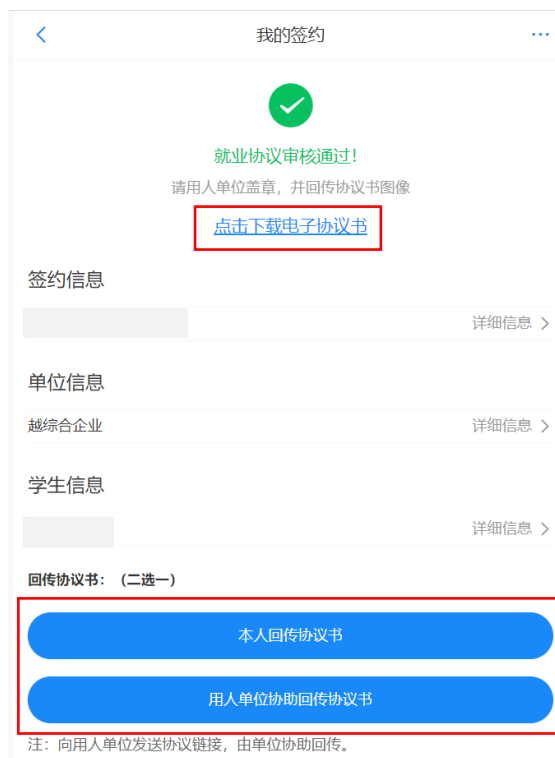 我的签约
就业协议审核通过！
请用人单位盖章，并回传协议书图像
点击下载电子协议书
签约信息
详细信息
单位信息
越综合企业
详细信息
学生信息
详细信息
回传协议书：（二选一）
本人回传协议书
用人单位协助回传协议书
注：向用人单位发送协议链接，由单位协助回传。